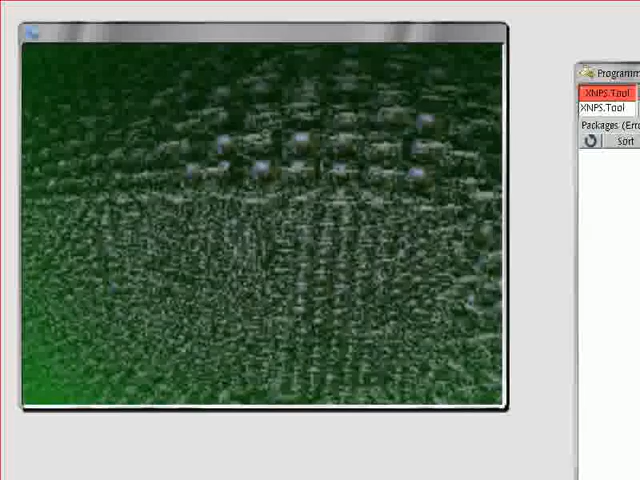 Programm
XNPS.Tool
XNPS.Tool
Packages (Erro
Sort